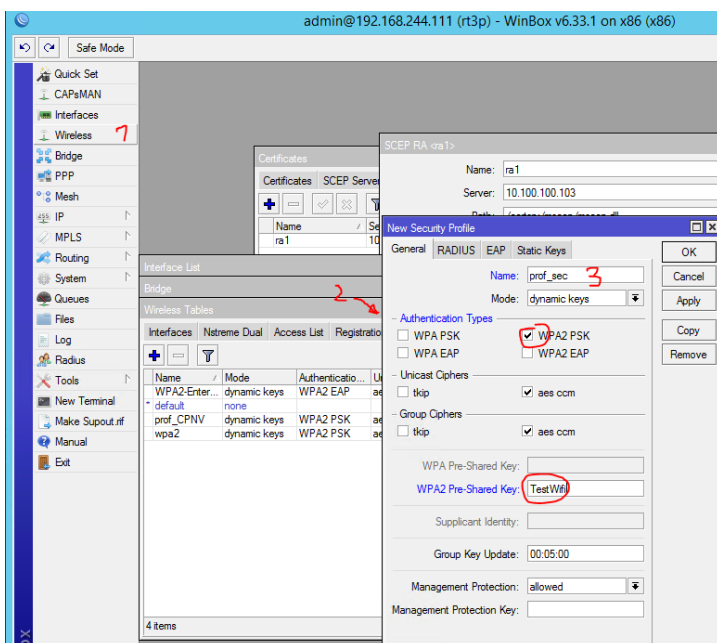 admin@192.168.244.111 (rt3p) - WinBox v6.33.1 on x86 (x86)
Safe Mode
Quick Set
CAPsMAN
Interfaces
Wireless 1
Bridge
PPP
Mesh
IP
MPLS
Routing
System
Queues
Files
Log
Radius
Tools
New Terminal
Make Supout.rif
Manual
Exit
Certificates
Certificates SCEP Server
Name
ra1 10
SCEP RA <ra1>
Name: ra1
Server: 10.100.100.103
Interface List
Bridge
Wireless Tables
2
Interfaces Nstreme Dual Access List Registratio
Name Mode Authenticatio...
WPA2-Enter... dynamic keys WPA2 EAP
* default none
prof_CPNV dynamic keys WPA2 PSK
wpa2 dynamic keys WPA2 PSK
4 items
New Security Profile
General RADIUS EAP Static Keys
Name: prof_sec 3
Mode: dynamic keys
Authentication Types
WPA PSK WPA2 PSK
WPA EAP WPA2 EAP
Unicast Ciphers
tkip aes ccm
Group Ciphers
tkip aes ccm
WPA Pre-Shared Key:
WPA2 Pre-Shared Key: TestWifi
Supplicant Identity:
Group Key Update: 00:05:00
Management Protection: allowed
Management Protection Key:
OK
Cancel
Apply
Copy
Remove